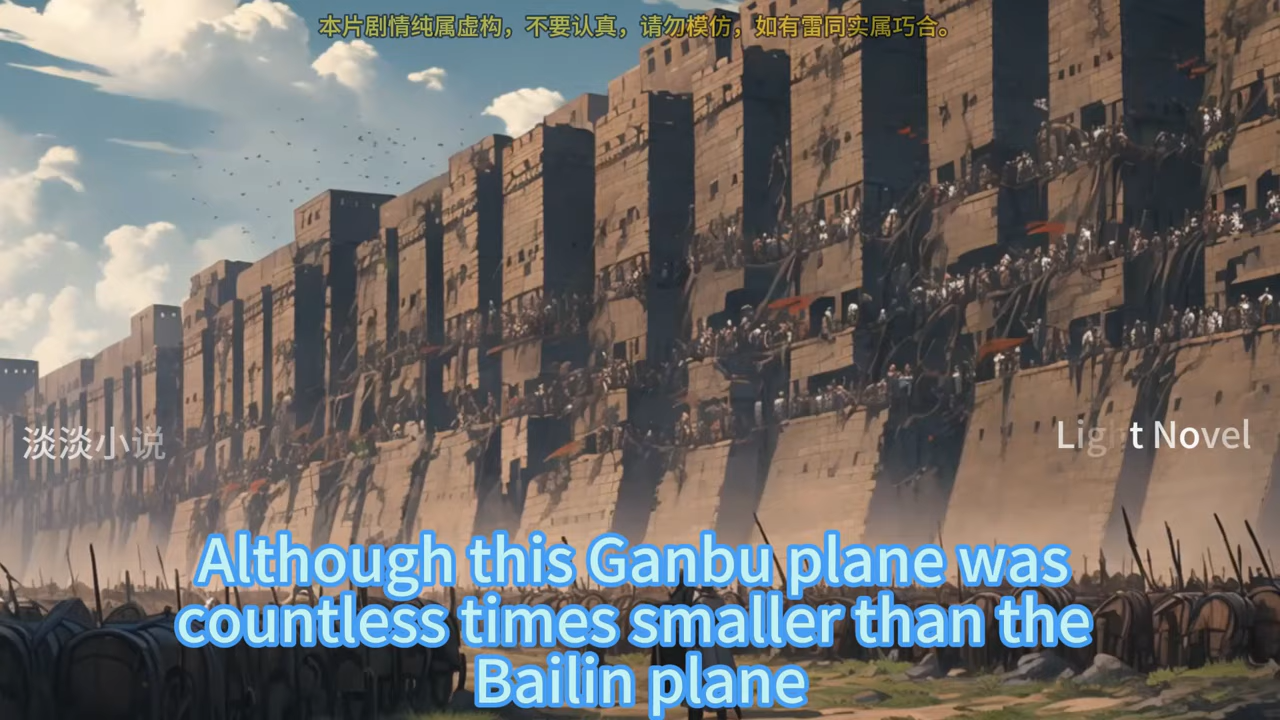 本片剧情纯属虚构，不要认真，请勿模仿，如有雷同实属巧合。
淡淡小说
Light Novel
Although this Ganbu plane was
countless times smaller than the
Bailin plane